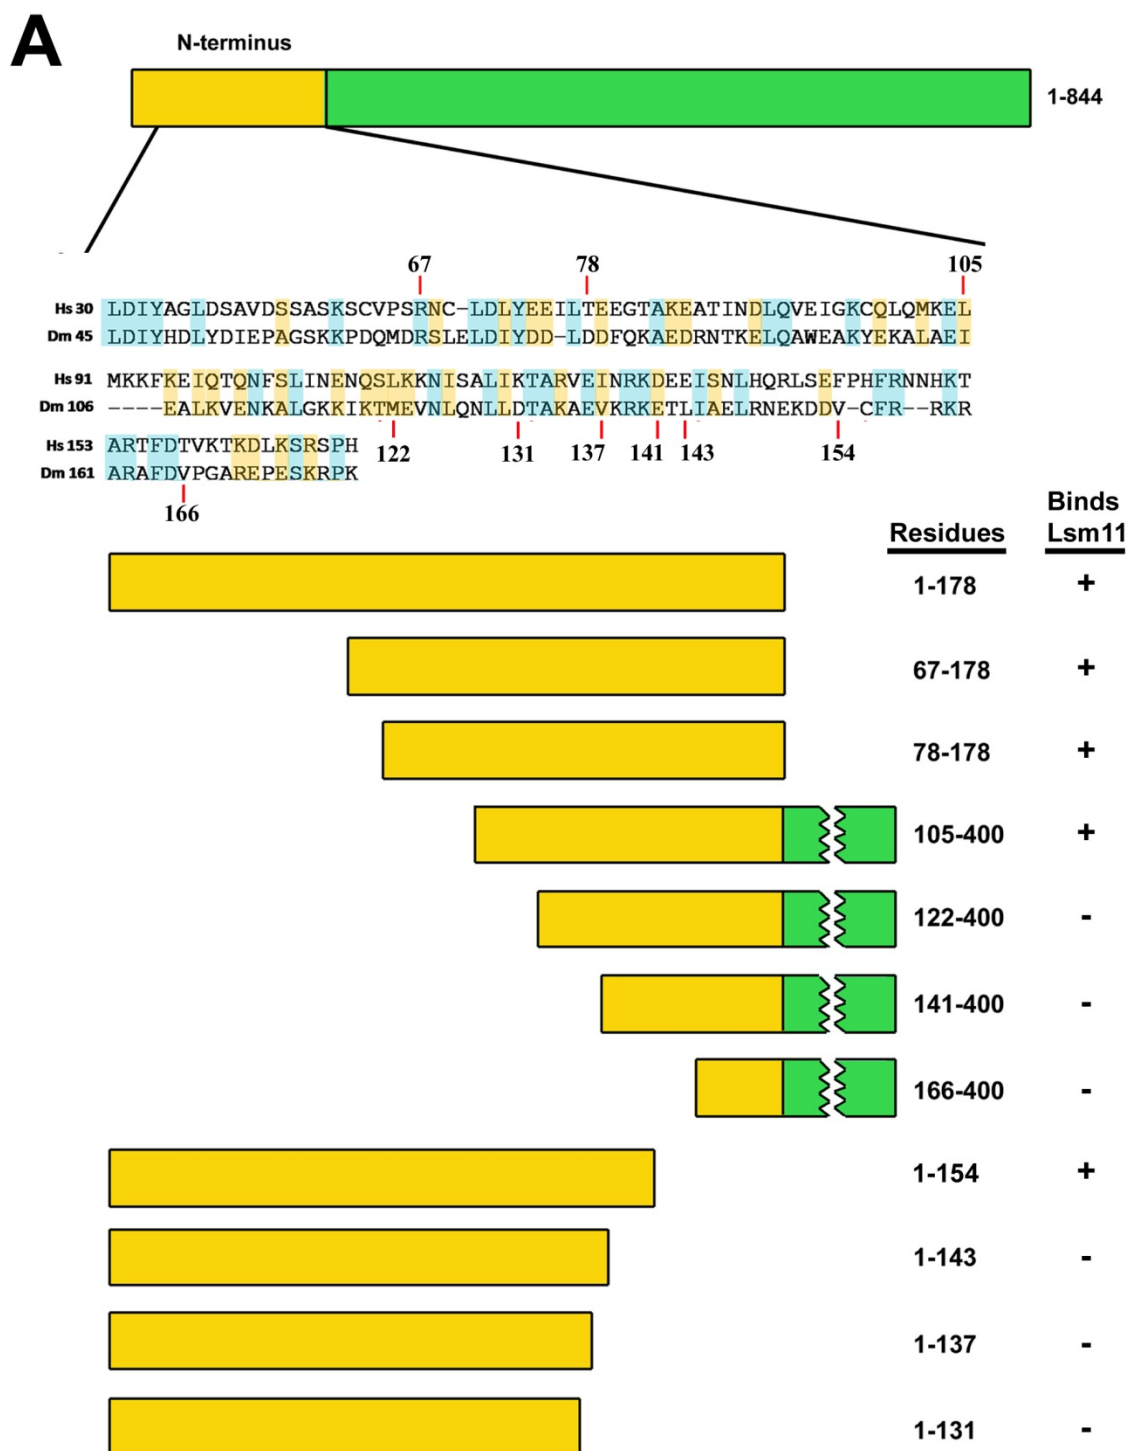 A
N-terminus
1-844
67 78 105
Hs 30 LDIYAGLDSAVDSSASKSCVPSRNC-LDLYEEILTEEGTAKEATINDLQVEIGKCQLQMKEL
Dm 45 LDIYHDLYDIEPAGSKKPDQMDRSLELDIYDD-LDDFQKAEDRNTKELQAWEAKYEKALAEI
Hs 91 MKKFKEIQTQNFSLINENQSLKKNISALIKTARVEINRKDEEISNLHQRLSEFPHFRNNHKT
Dm 106 ----EALKVENKALGKKIKTMEVNLQNLLDTAKAEVKRKETLIAELRNEKDDV-CFR--RKR
122 131 137 141 143 154
Hs 153 ARTFDTVKTKDLKSRSPH
Dm 161 ARAFDVPGAREPESKRPK
166
Residues Binds Lsm11
1-178 +
67-178 +
78-178 +
105-400 +
122-400 -
141-400 -
166-400 -
1-154 +
1-143 -
1-137 -
1-131 -